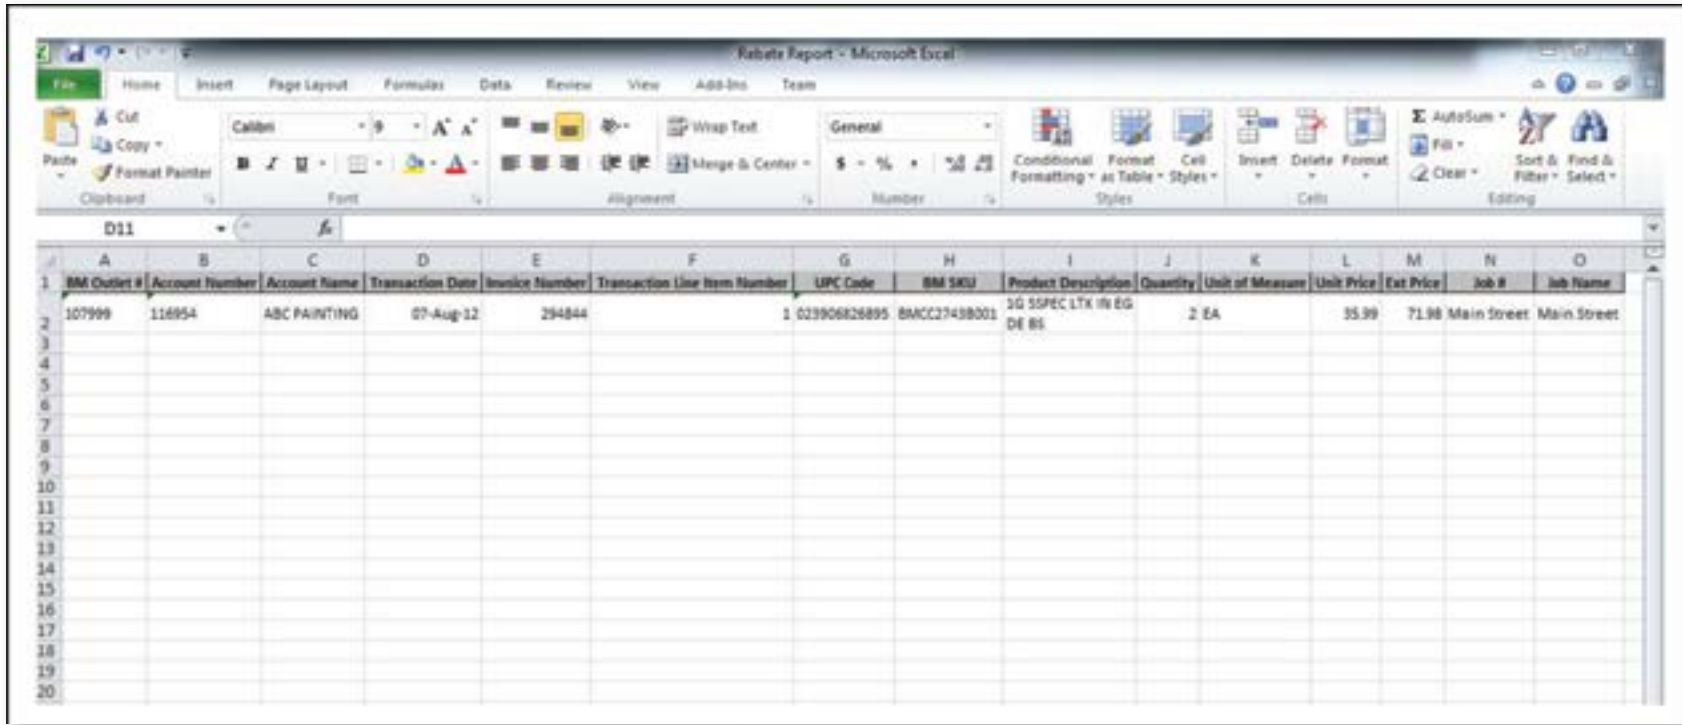 Rebate Report - Microsoft Excel
File Home Insert Page Layout Formulas Data Review View Add-Ins Team
Cut
Copy
Format Painter
Paste
Clipboard
Calibri 9 A A
B I U A
Font
Wrap Text
Merge & Center
Alignment
General
$ % ,
Number
Conditional Formatting
Format as Table
Cell Styles
Styles
Insert Delete Format
Cells
Σ AutoSum
Fill
Clear
Sort & Filter
Find & Select
Editing
D11 fx
A B C D E F G H I J K L M N O
1 BM Outlet # Account Number Account Name Transaction Date Invoice Number Transaction Line Item Number UPC Code BM SKU Product Description Quantity Unit of Measure Unit Price Ext Price Job # Job Name
2 107999 116954 ABC PAINTING 07-Aug-12 294844 1 023906826895 BMCC2743B001 1G SSPEC LTX IN EG DE BS 2 EA 35.99 71.98 Main Street Main Street
3
4
5
6
7
8
9
10
11
12
13
14
15
16
17
18
19
20